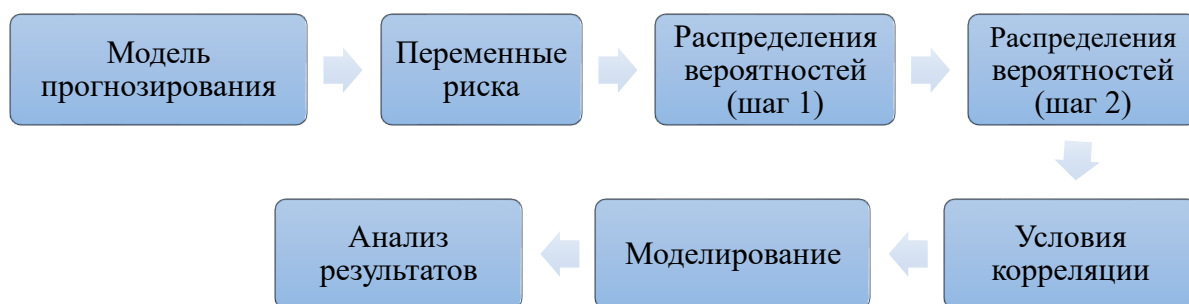 Модель
прогнозирования
Переменные
риска
Распределения
вероятностей
(шаг 1)
Распределения
вероятностей
(шаг 2)
Условия
корреляции
Моделирование
Анализ
результатов